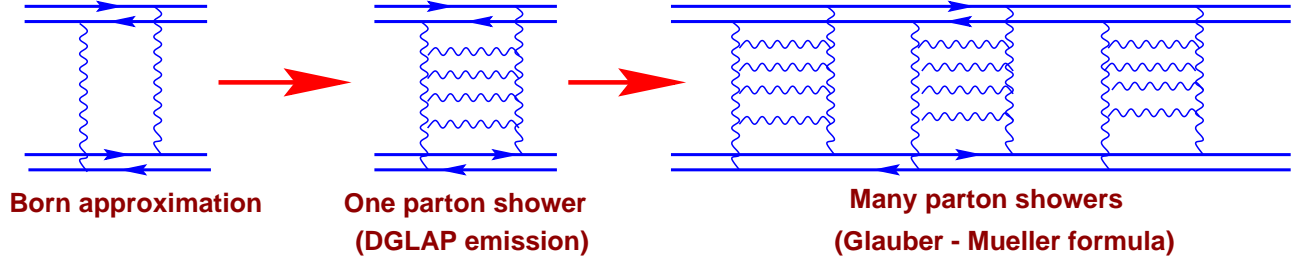 Born approximation
One parton shower
(DGLAP emission)
Many parton showers
(Glauber - Mueller formula)